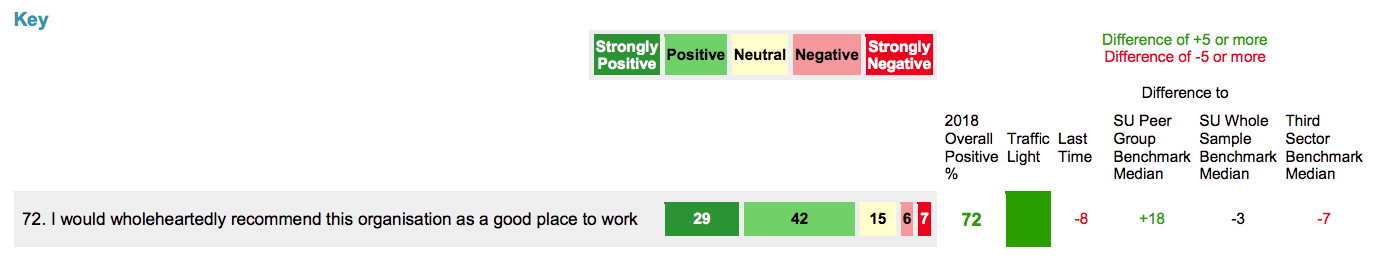 Key
Strongly Positive Positive Neutral Negative Strongly Negative
Difference of +5 or more
Difference of -5 or more
Difference to
2018 Overall Positive %
Traffic Light
Last Time
SU Peer Group Benchmark Median
SU Whole Sample Benchmark Median
Third Sector Benchmark Median
72. I would wholeheartedly recommend this organisation as a good place to work 29 42 15 6 7 72 -8 +18 -3 -7